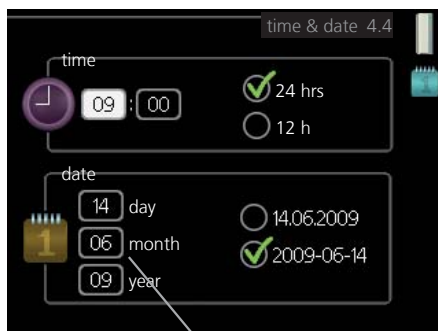 time & date 4.4
time
09 : 00
24 hrs
12 h
date
14 day
06 month
09 year
14.06.2009
2009-06-14
1